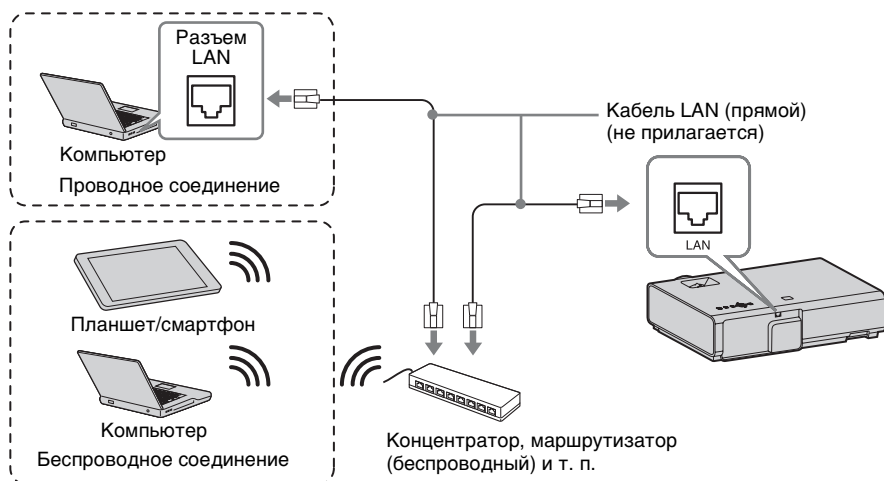 Разъем
LAN
Компьютер
Проводное соединение
Кабель LAN (прямой)
(не прилагается)
LAN
Планшет/смартфон
Компьютер
Беспроводное соединение
Концентратор, маршрутизатор
(беспроводный) и т. п.